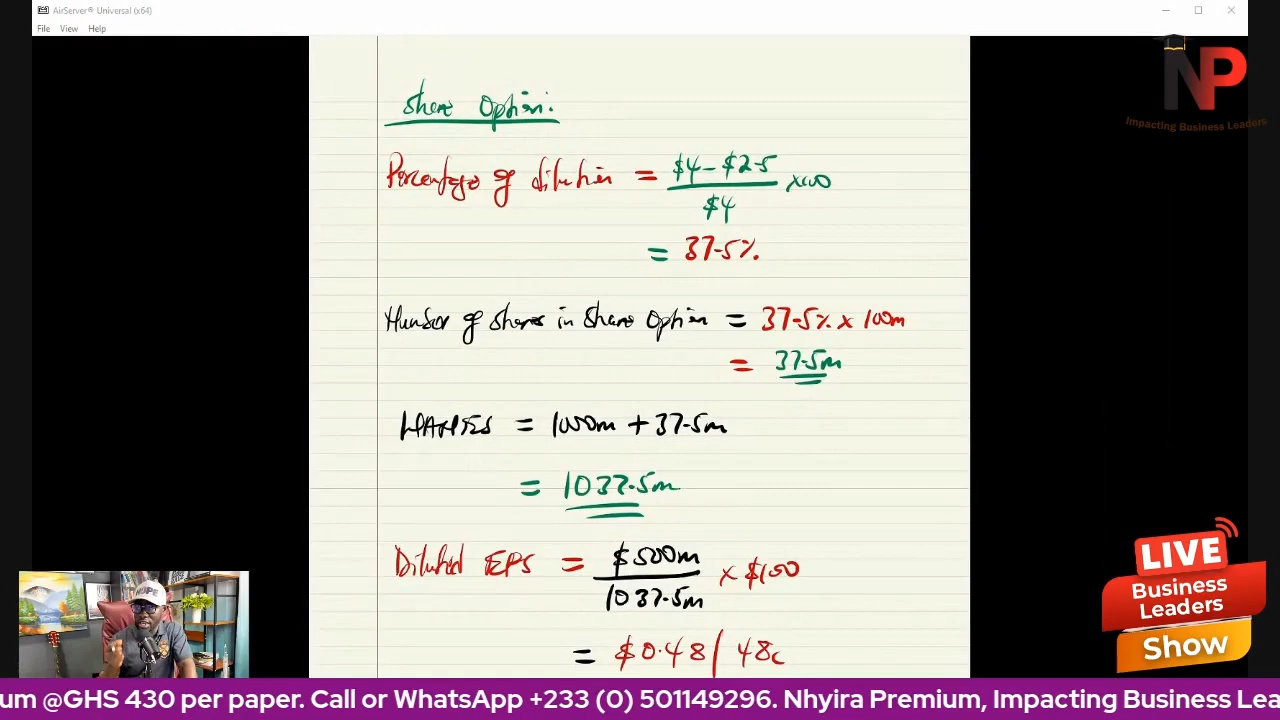 AirServer® Universal (x64)
File View Help
NP
Impacting Business Leaders
Share Option:
Percentage of dilution = $4 - $2.5 / $4 x100
= 37.5%
Number of shares in share option = 37.5% x 100m
= 37.5m
= 1000m + 37.5m
= 1037.5m
Diluted EPS = $500m / 1037.5m x $100
= $0.48 / 48c
HOPE
LIVE
Business
Leaders
Show
um @GHS 430 per paper. Call or WhatsApp +233 (0) 501149296. Nhyira Premium, Impacting Business Lea